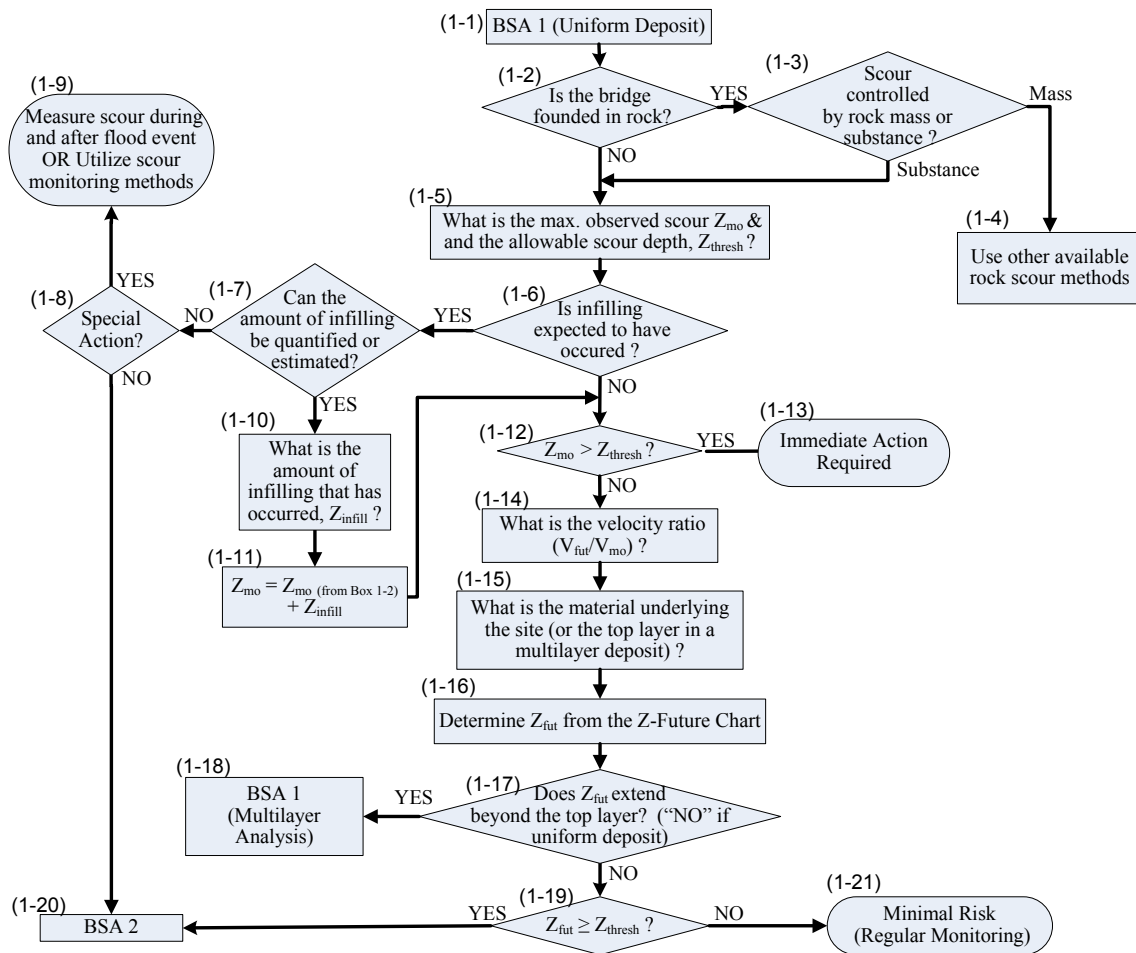 (1-1)
BSA 1 (Uniform Deposit)
(1-2)
Is the bridge
founded in rock?
YES
NO
(1-3)
Scour
controlled
by rock mass or
substance ?
Mass
Substance
(1-4)
Use other available
rock scour methods
(1-5)
What is the max. observed scour Zmo &
and the allowable scour depth, Zthresh ?
(1-6)
Is infilling
expected to have
occured ?
YES
NO
(1-7)
Can the
amount of infilling
be quantified or
estimated?
NO
YES
(1-8)
Special
Action?
YES
NO
(1-9)
Measure scour during
and after flood event
OR Utilize scour
monitoring methods
(1-10)
What is the
amount of
infilling that has
occurred, Zinfill ?
(1-11)
Zmo = Zmo (from Box 1-2)
+ Zinfill
(1-12)
Zmo > Zthresh ?
YES
NO
(1-13)
Immediate Action
Required
(1-14)
What is the velocity ratio
(Vfut/Vmo) ?
(1-15)
What is the material underlying
the site (or the top layer in a
multilayer deposit) ?
(1-16)
Determine Zfut from the Z-Future Chart
(1-17)
Does Zfut extend
beyond the top layer? (“NO” if
uniform deposit)
YES
NO
(1-18)
BSA 1
(Multilayer
Analysis)
(1-19)
Zfut ≥ Zthresh ?
YES
NO
(1-20)
BSA 2
(1-21)
Minimal Risk
(Regular Monitoring)